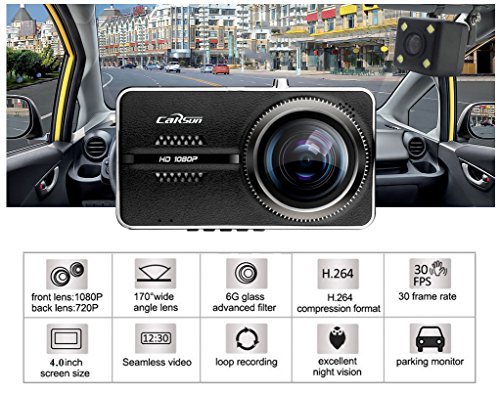 CaRsun
HD 1080P
front lens:1080P
back lens:720P
170°wide
angle lens
6G glass
advanced filter
H.264
H.264
compression format
30
FPS
30 frame rate
4.0inch
screen size
12:30
Seamless video
loop recording
excellent
night vision
parking monitor